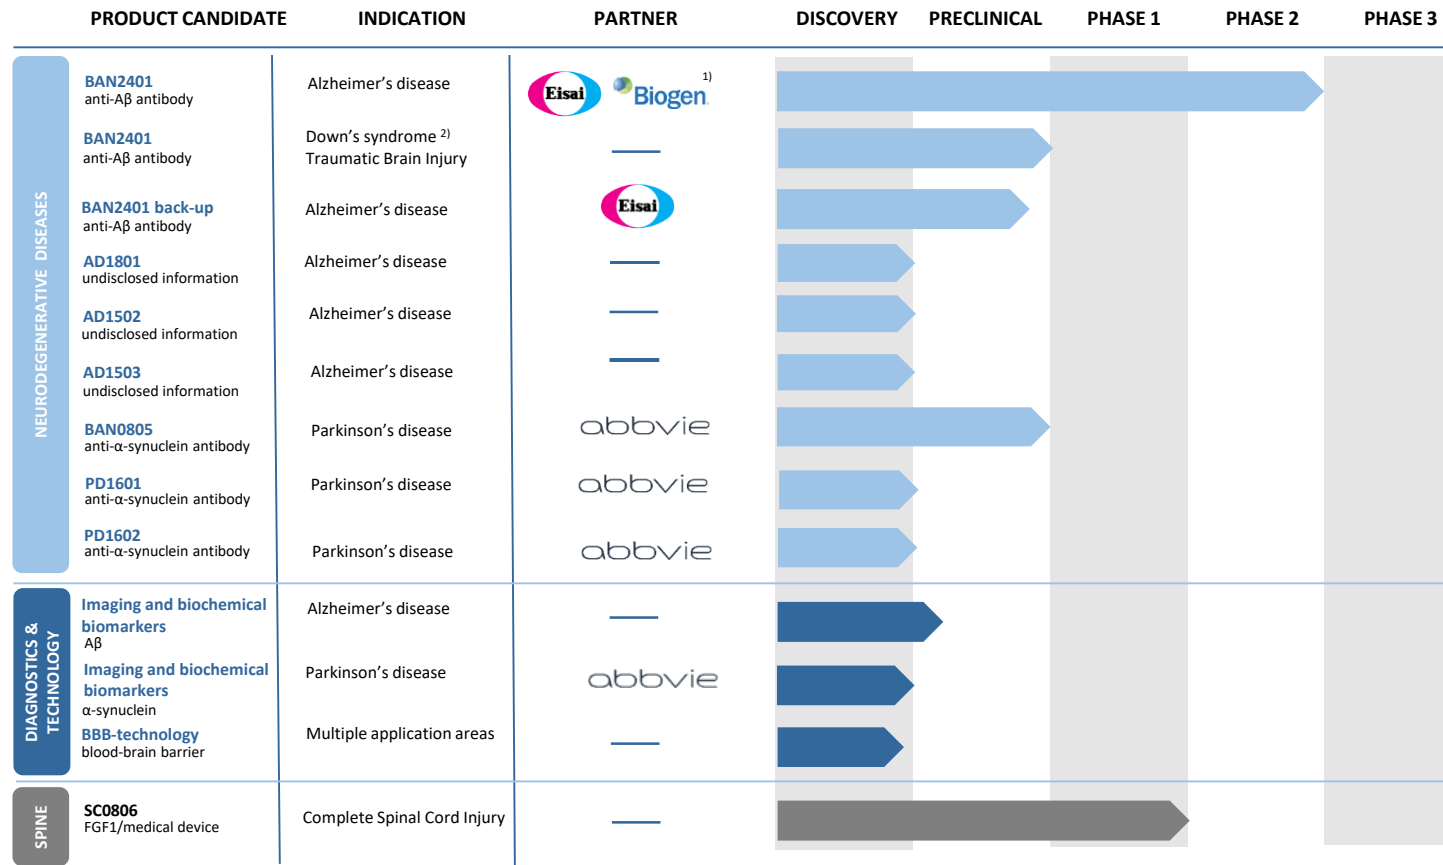 PRODUCT CANDIDATE INDICATION PARTNER DISCOVERY PRECLINICAL PHASE 1 PHASE 2 PHASE 3
NEURODEGENERATIVE DISEASES
BAN2401 Alzheimer’s disease Eisai Biogen. 1)
anti-Aβ antibody
BAN2401 Down’s syndrome 2)
anti-Aβ antibody Traumatic Brain Injury
BAN2401 back-up Alzheimer’s disease Eisai
anti-Aβ antibody
AD1801 Alzheimer’s disease
undisclosed information
AD1502 Alzheimer’s disease
undisclosed information
AD1503 Alzheimer’s disease
undisclosed information
BAN0805 Parkinson’s disease abbvie
anti-α-synuclein antibody
PD1601 Parkinson’s disease abbvie
anti-α-synuclein antibody
PD1602 Parkinson’s disease abbvie
anti-α-synuclein antibody
DIAGNOSTICS &
TECHNOLOGY
Imaging and biochemical Alzheimer’s disease
biomarkers
Aβ
Imaging and biochemical Parkinson’s disease abbvie
biomarkers
α-synuclein
BBB-technology Multiple application areas
blood-brain barrier
SPINE
SC0806 Complete Spinal Cord Injury
FGF1/medical device